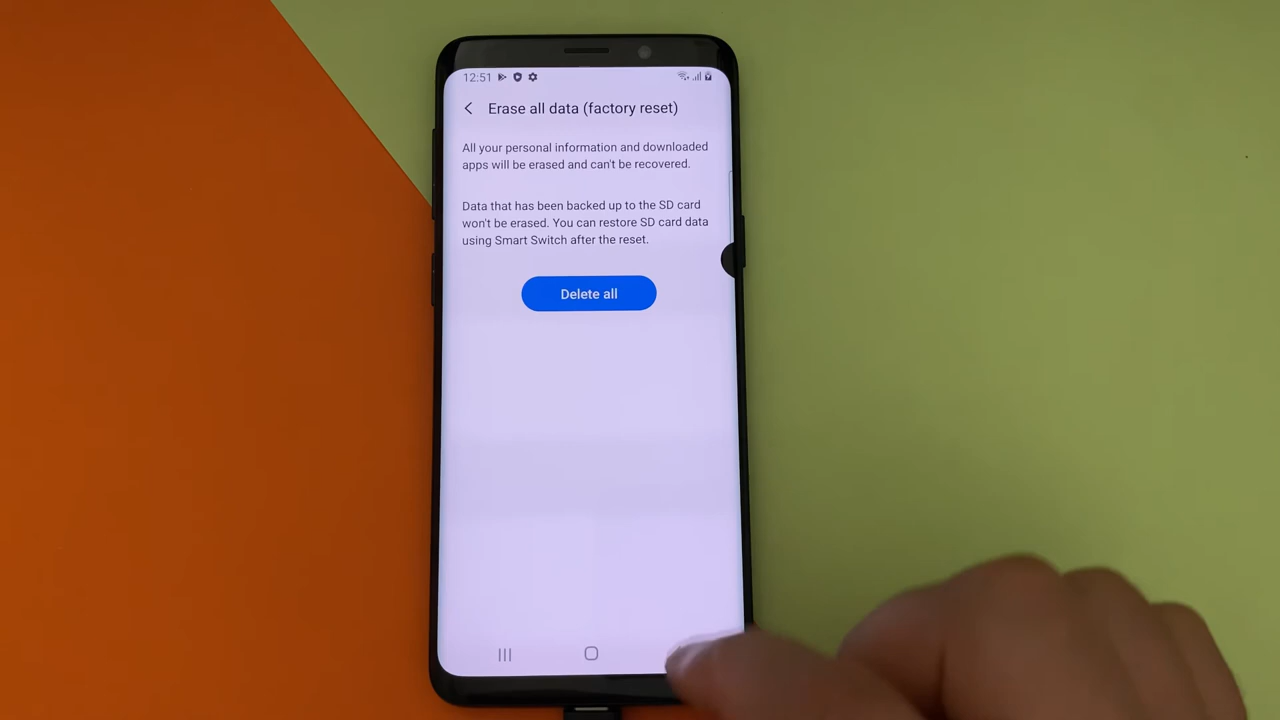 12:51
Erase all data (factory reset)
All your personal information and downloaded
apps will be erased and can't be recovered.
Data that has been backed up to the SD card
won't be erased. You can restore SD card data
using Smart Switch after the reset.
Delete all